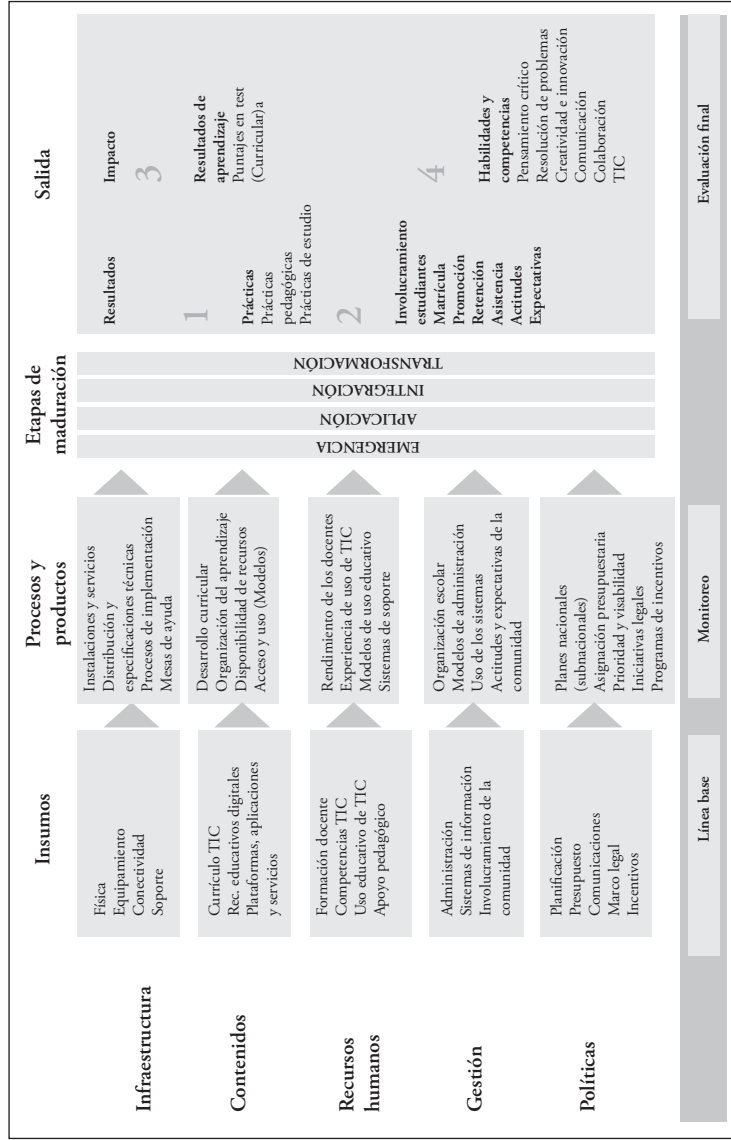 Insumos
Procesos y
productos
Etapas de
maduración
Salida
Infraestructura
Física
Equipamiento
Conectividad
Soporte
Instalaciones y servicios
Distribución y
especificaciones técnicas
Procesos de implementación
Mesas de ayuda
Contenidos
Currículo TIC
Rec. educativos digitales
Plataformas, aplicaciones
y servicios
Desarrollo curricular
Organización del aprendizaje
Disponibilidad de recursos
Acceso y uso (Modelos)
Recursos
humanos
Formación docente
Competencias TIC
Uso educativo de TIC
Apoyo pedagógico
Rendimiento de los docentes
Experiencia de uso de TIC
Modelos de uso educativo
Sistemas de soporte
Gestión
Administración
Sistemas de información
Involucramiento de la
comunidad
Organización escolar
Modelos de administración
Uso de los sistemas
Actitudes y expectativas de la
comunidad
Políticas
Planificación
Presupuesto
Comunicaciones
Marco legal
Incentivos
Planes nacionales
(subnacionales)
Asignación presupuestaria
Prioridad y visabilidad
Iniciativas legales
Programas de incentivos
EMERGENCIA
APLICACIÓN
INTEGRACIÓN
TRANSFORMACIÓN
Resultados
1
Prácticas
Prácticas
pedagógicas
Prácticas de estudio
2
Involucramiento
estudiantes
Matrícula
Promoción
Retención
Asistencia
Actitudes
Expectativas
Impacto
3
Resultados de
aprendizaje
Puntajes en test
(Curricular)a
4
Habilidades y
competencias
Pensamiento crítico
Resolución de problemas
Creatividad e innovación
Comunicación
Colaboración
TIC
Línea base
Monitoreo
Evaluación final